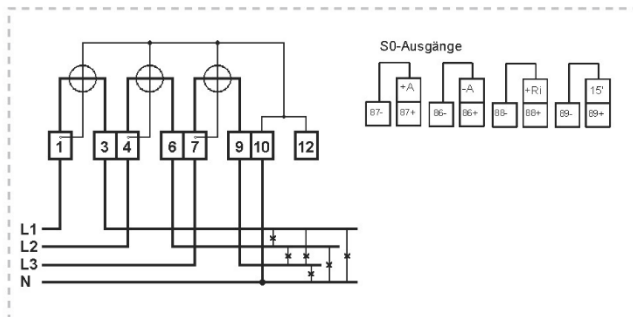 S0-Ausgänge
+A -A +Ri 15'
87- 87+ 86- 86+ 88- 88+ 89- 89+
1 3 4 6 7 9 10 12
L1
L2
L3
N